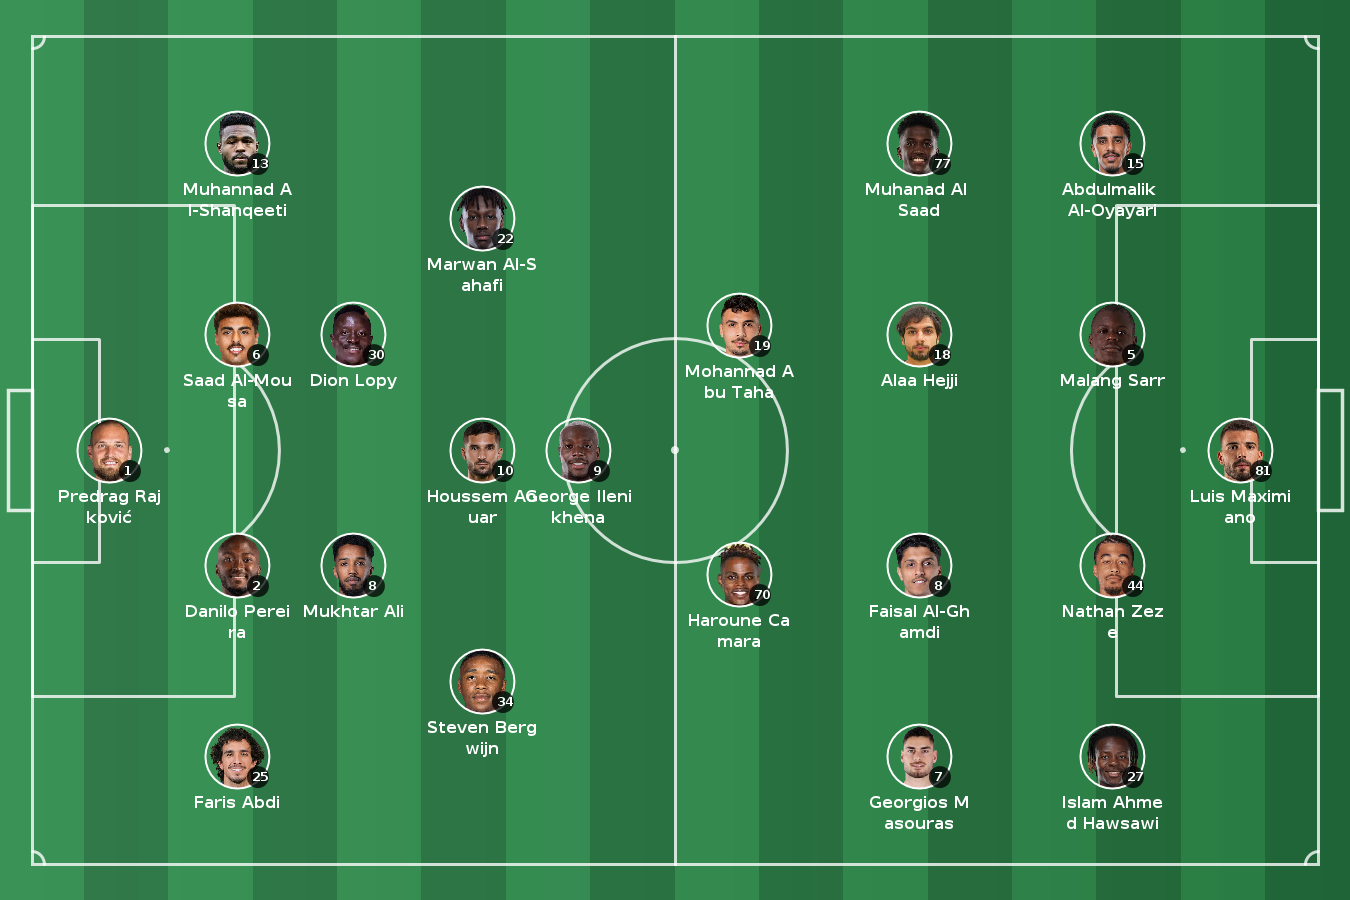 13
Muhannad A
l-Shanqeeti
22
Marwan Al-S
ahafi
6
Saad Al-Mou
sa
30
Dion Lopy
1
Predrag Raj
ković
10
Houssem Ao
uar
9
George Ileni
khena
2
Danilo Perei
ra
8
Mukhtar Ali
34
Steven Berg
wijn
25
Faris Abdi
77
Muhanad Al
Saad
15
Abdulmalik
Al-Oyayari
19
Mohannad A
bu Taha
18
Alaa Hejji
5
Malang Sarr
81
Luis Maximi
ano
70
Haroune Ca
mara
8
Faisal Al-Gh
amdi
44
Nathan Zez
e
7
Georgios M
asouras
27
Islam Ahme
d Hawsawi